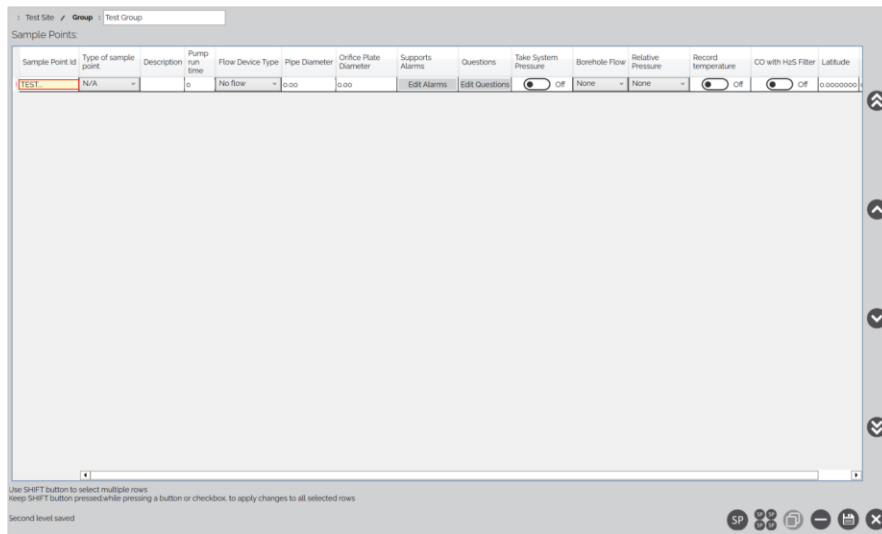 : Test Site / Group : Test Group
Sample Points:
Sample Point Id Type of sample point Description Pump run time Flow Device Type Pipe Diameter Orifice Plate Diameter Supports Alarms Questions Take System Pressure Borehole Flow Relative Pressure Record temperature CO with H2S Filter Latitude
TEST... N/A 0 No flow 0.00 0.00 Edit Alarms Edit Questions Off None None Off Off 0.0000000
Use SHIFT button to select multiple rows
Keep SHIFT button pressed,while pressing a button or checkbox, to apply changes to all selected rows
Second level saved
SP SP SP SP SP